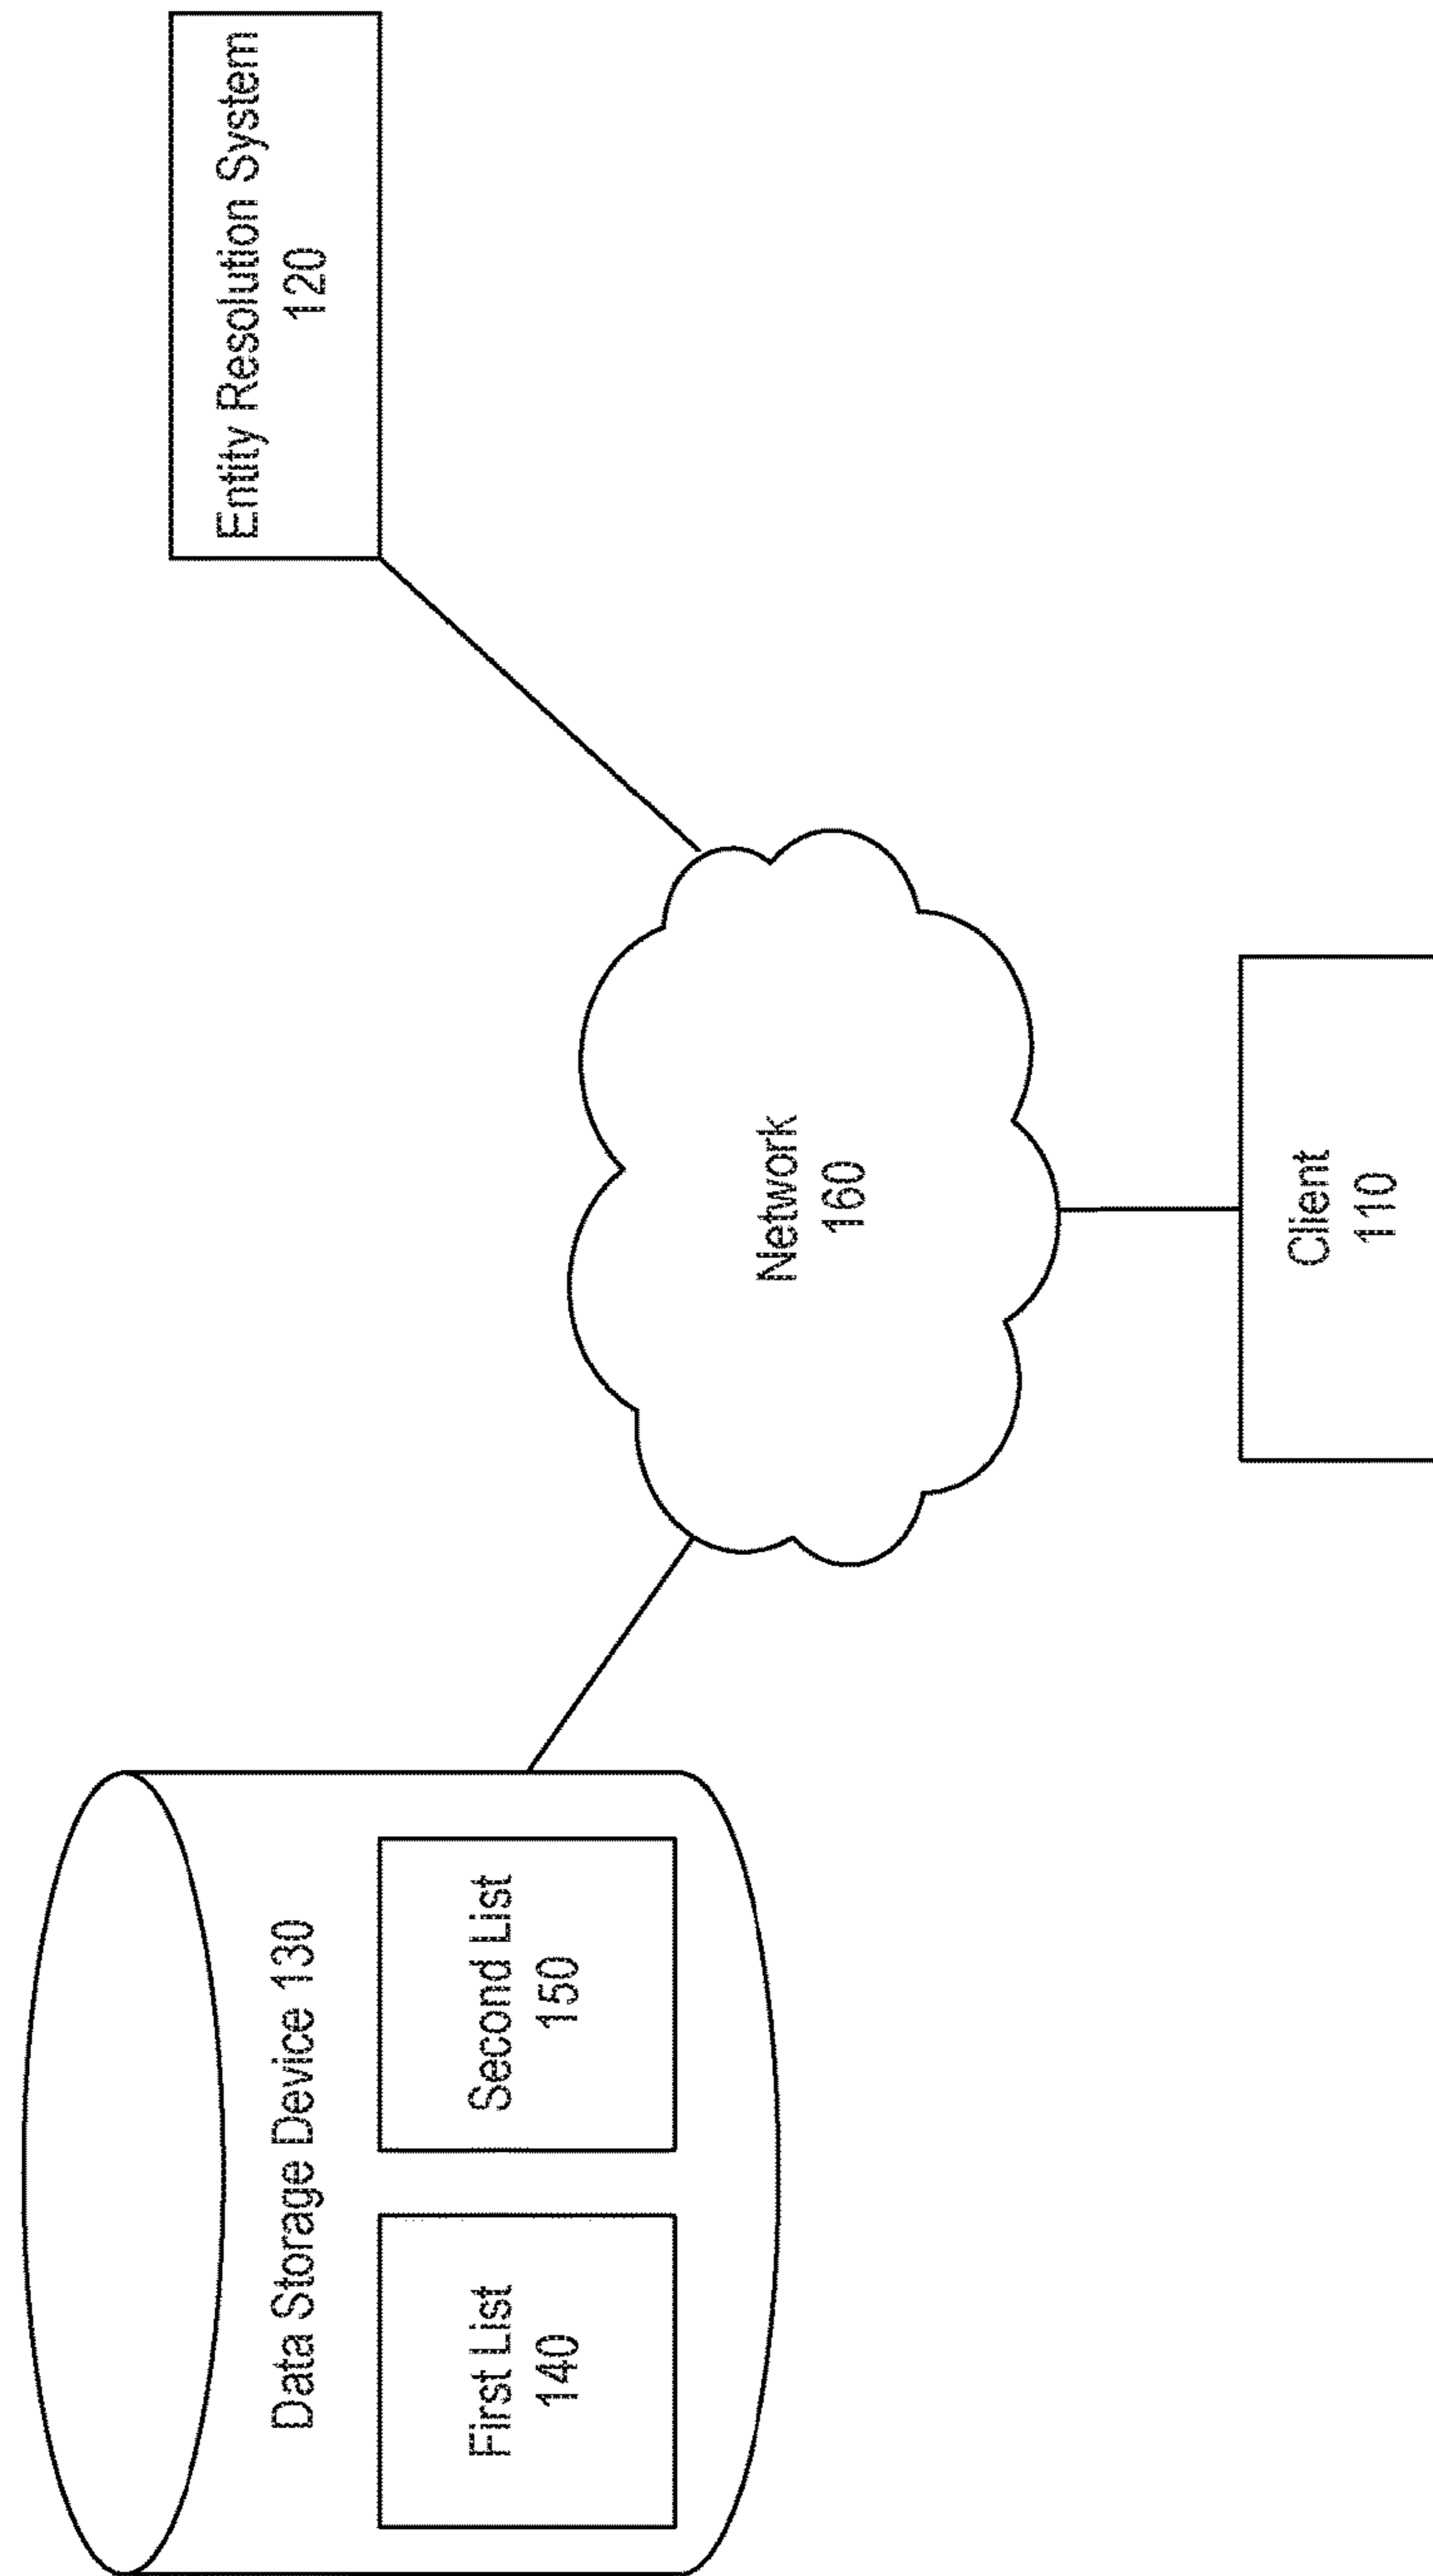 Data Storage Device 130
First List
140
Second List
150
Entity Resolution System
120
Network
160
Client
110